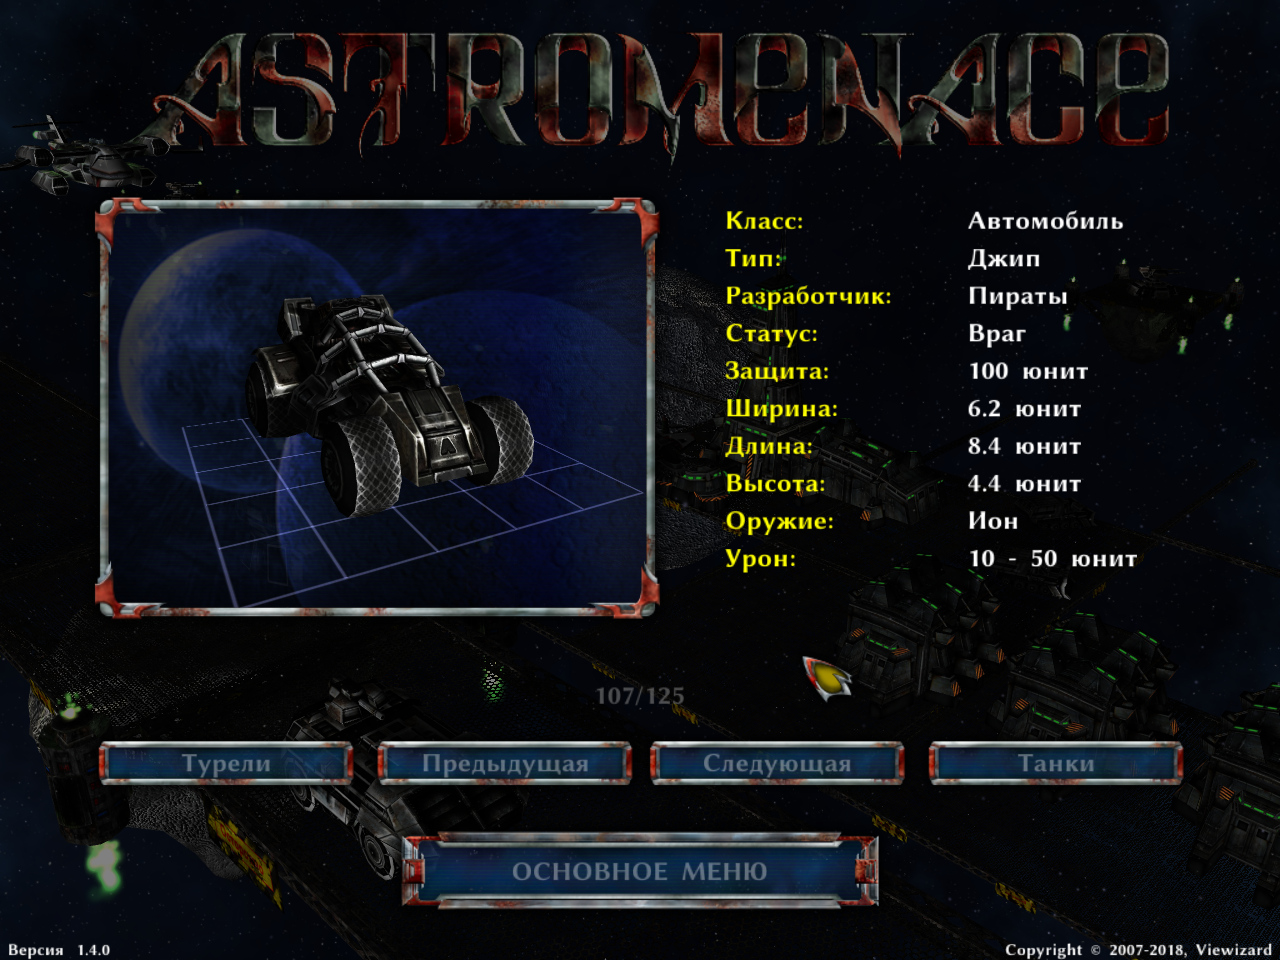 ASTROMENACE
Класс: Автомобиль
Тип: Джип
Разработчик: Пираты
Статус: Враг
Защита: 100 юнит
Ширина: 6.2 юнит
Длина: 8.4 юнит
Высота: 4.4 юнит
Оружие: Ион
Урон: 10 - 50 юнит
107/125
Турели Предыдущая Следующая Танки
ОСНОВНОЕ МЕНЮ
Версия 1.4.0 Copyright © 2007-2018, Viewizard